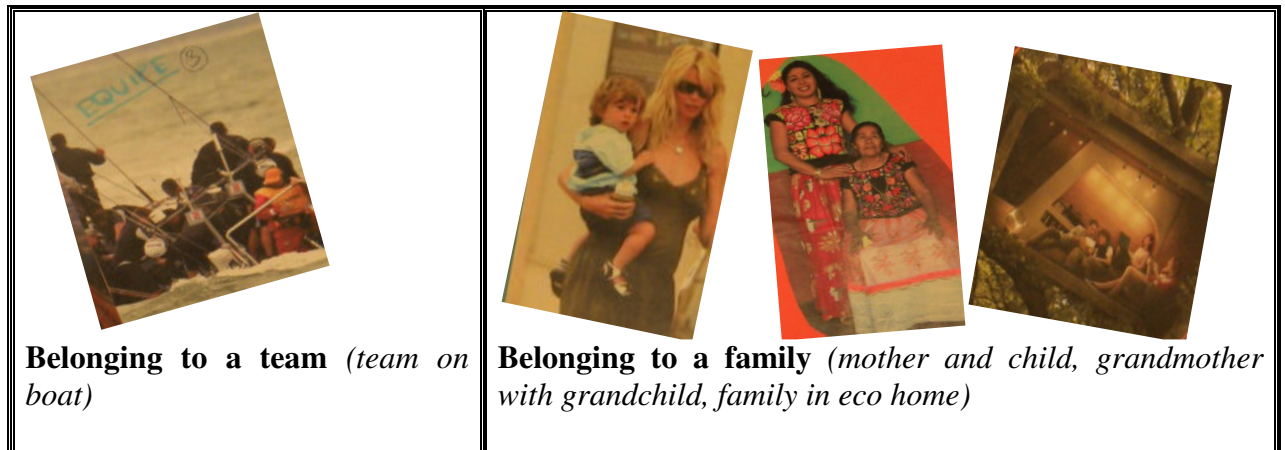 EQUIPE 3
Belonging to a team (team on
boat)
Belonging to a family (mother and child, grandmother
with grandchild, family in eco home)